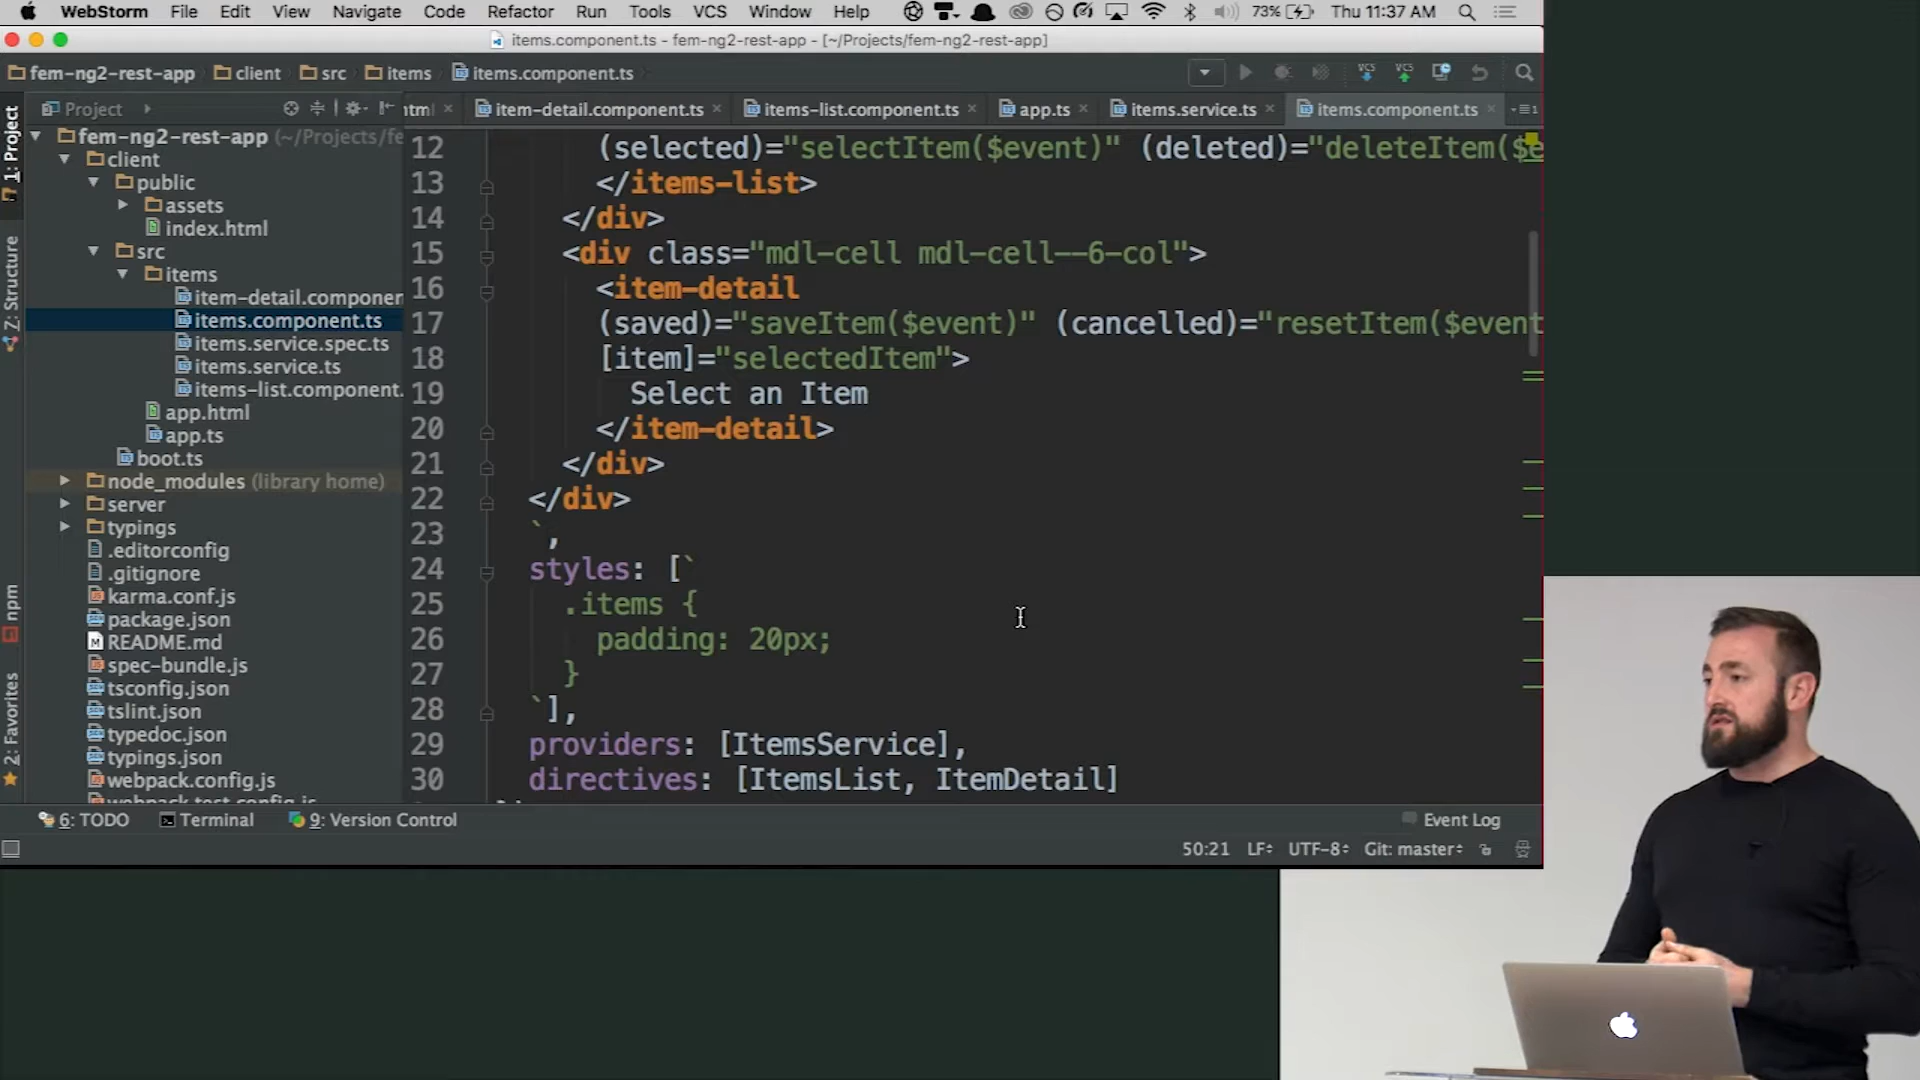 WebStorm File Edit View Navigate Code Refactor Run Tools VCS Window Help 73% Thu 11:37 AM
items.component.ts - fem-ng2-rest-app - [~/Projects/fem-ng2-rest-app]
fem-ng2-rest-app client src items items.component.ts
VCS VCS
Project
html item-detail.component.ts items-list.component.ts app.ts items.service.ts items.component.ts
1: Project
Z: Structure
npm
2: Favorites
fem-ng2-rest-app (~/Projects/fe
client
public
assets
index.html
src
items
item-detail.componen
items.component.ts
items.service.spec.ts
items.service.ts
items-list.component.
app.html
app.ts
boot.ts
node_modules (library home)
server
typings
.editorconfig
.gitignore
karma.conf.js
package.json
README.md
spec-bundle.js
tsconfig.json
tslint.json
typedoc.json
typings.json
webpack.config.js
webpack.test.config.js
12 (selected)="selectItem($event)" (deleted)="deleteItem($e
13 </items-list>
14 </div>
15 <div class="mdl-cell mdl-cell--6-col">
16 <item-detail
17 (saved)="saveItem($event)" (cancelled)="resetItem($event
18 [item]="selectedItem">
19 Select an Item
20 </item-detail>
21 </div>
22 </div>
23 `,
24 styles: [`
25 .items {
26 padding: 20px;
27 }
28 `],
29 providers: [ItemsService],
30 directives: [ItemsList, ItemDetail]
6: TODO Terminal 9: Version Control Event Log
50:21 LF UTF-8 Git: master